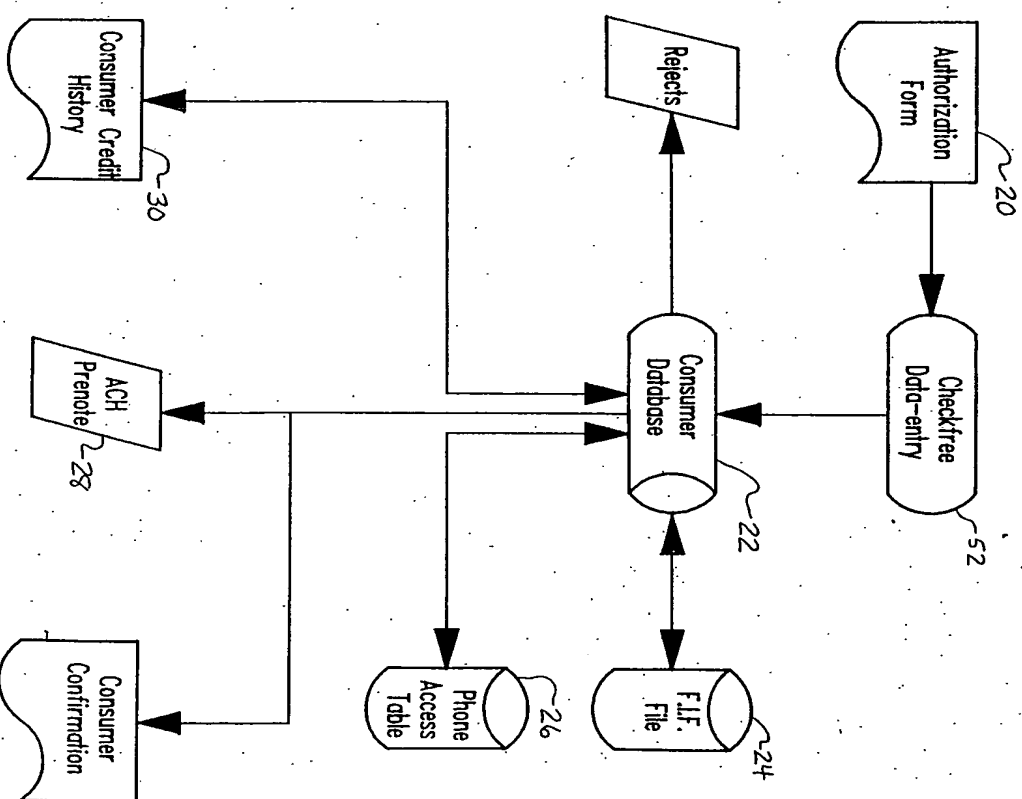 Authorization
Form
20
Checkfree
Data-entry
52
Rejects
Consumer
Database
22
F.I.F.
File
24
Phone
Access
Table
26
Consumer Credit
History
30
ACH
Prenote
28
Consumer
Confirmation